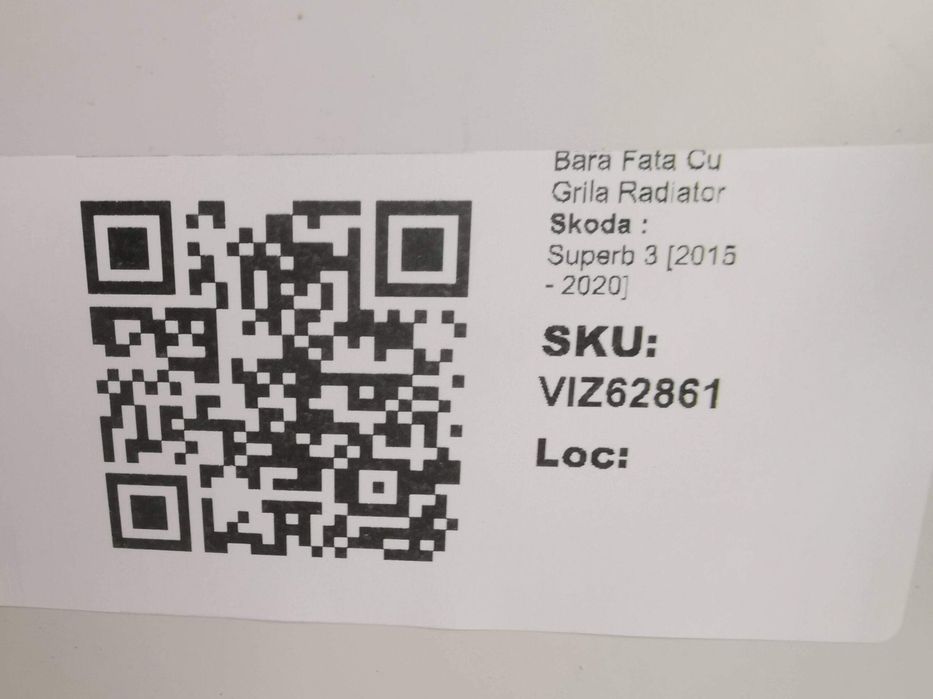 Bara Fata Cu
Grila Radiator
Skoda :
Superb 3 [2015
- 2020]
SKU:
VIZ62861
Loc: